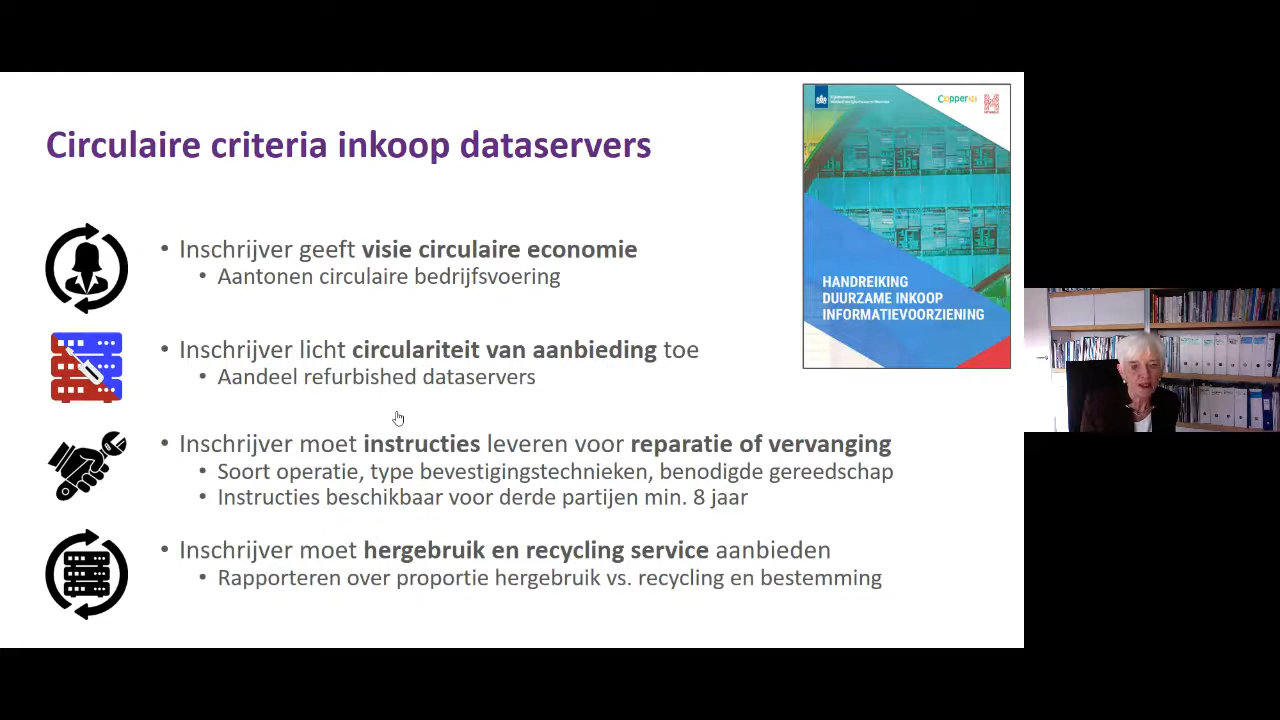 Circulaire criteria inkoop dataservers
• Inschrijver geeft visie circulaire economie
• Aantonen circulaire bedrijfsvoering
• Inschrijver licht circulariteit van aanbieding toe
• Aandeel refurbished dataservers
• Inschrijver moet instructies leveren voor reparatie of vervanging
• Soort operatie, type bevestigingstechnieken, benodigde gereedschap
• Instructies beschikbaar voor derde partijen min. 8 jaar
• Inschrijver moet hergebruik en recycling service aanbieden
• Rapporteren over proportie hergebruik vs. recycling en bestemming
HANDREIKING
DUURZAME INKOOP
INFORMATIEVOORZIENING